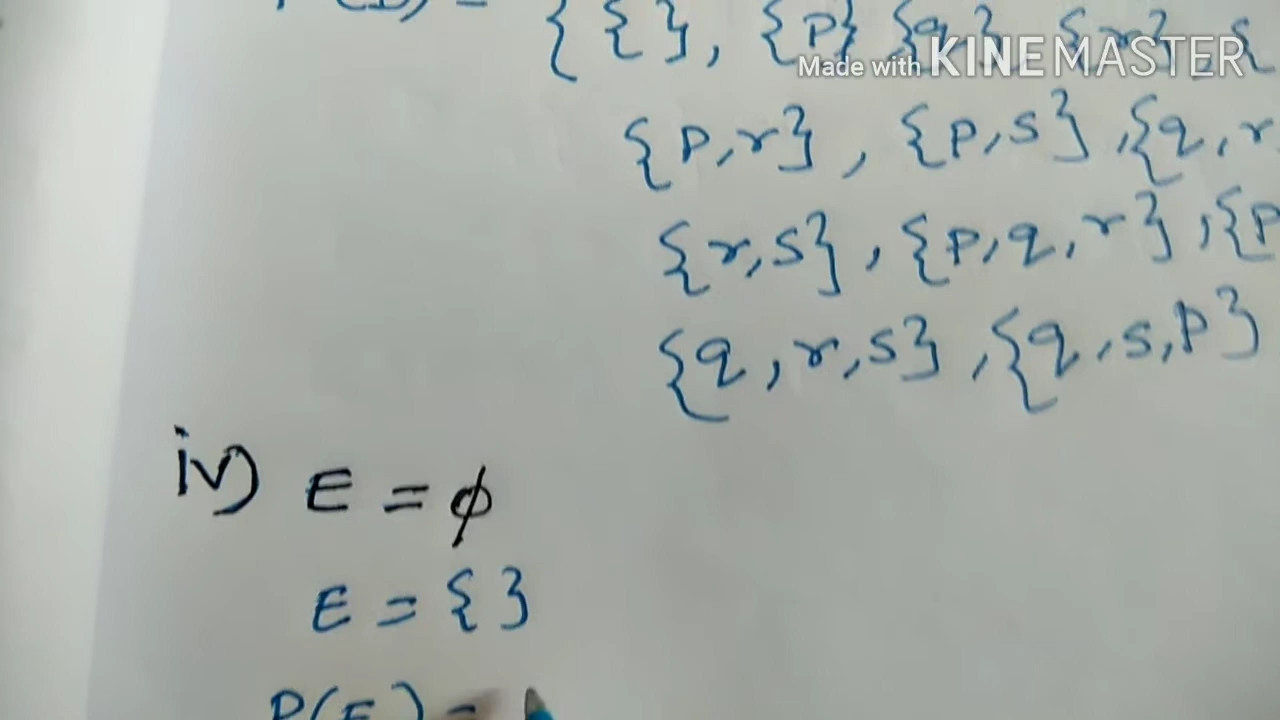 { { }, { p} {q }, { r} , {
Made with KINEMASTER
{ p, r} , { p, s } , { q , r
{ r, s} , { p, q, r } , { p
{ q , r, s } , { q , s, p }
iv) E = ϕ
E = { }
P(E) =